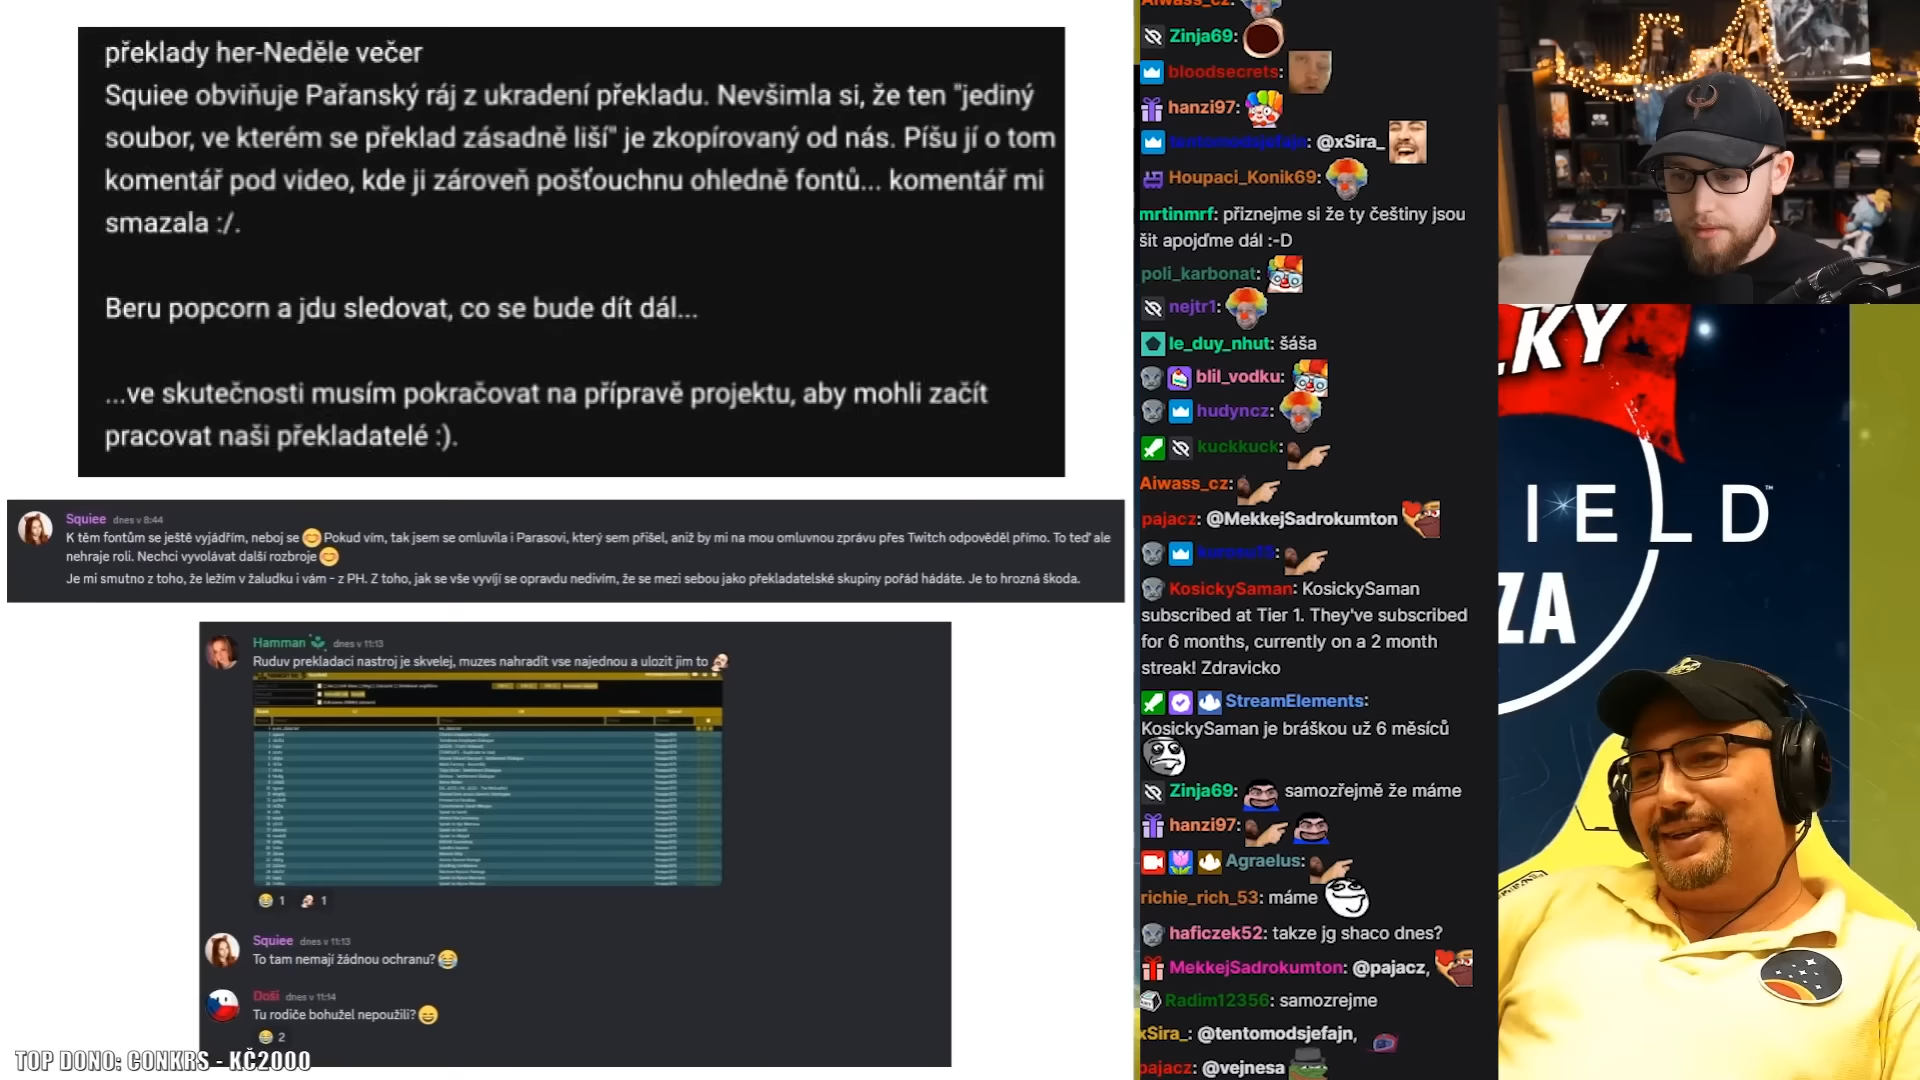 překlady her-Neděle večer
Squiee obviňuje Pařanský ráj z ukradení překladu. Nevšimla si, že ten "jediný
soubor, ve kterém se překlad zásadně liší" je zkopírovaný od nás. Píšu jí o tom
komentář pod video, kde ji zároveň pošťouchnu ohledně fontů... komentář mi
smazala :/.
Beru popcorn a jdu sledovat, co se bude dít dál...
...ve skutečnosti musím pokračovat na přípravě projektu, aby mohli začít
pracovat naši překladatelé :).
Squiee dnes v 8:44
K těm fontům se ještě vyjádřím, neboj se Pokud vím, tak jsem se omluvila i Parasovi, který sem přišel, aniž by mi na mou omluvnou zprávu přes Twitch odpověděl přímo. To teď ale
nehraje roli. Nechci vyvolávat další rozbroje
Je mi smutno z toho, že ležím v žaludku i vám - z PH. Z toho, jak se vše vyvíjí se opravdu nedivím, že se mezi sebou jako překladatelské skupiny pořád hádáte. Je to hrozná škoda.
Hamman dnes v 11:13
Ruduv prekladaci nastroj je skvelej, muzes nahradit vse najednou a ulozit jim to
1 1
Squiee dnes v 11:13
To tam nemají žádnou ochranu?
Doši dnes v 11:14
Tu rodiče bohužel nepoužili?
2
TOP DONO: CONKRS - KČ2000
Aiwass_cz:
Zinja69:
bloodsecrets:
hanzi97:
tentomodsjefajn: @xSira_
Houpaci_Konik69:
mrtinmrf: přiznejme si že ty češtiny jsou
šit apojďme dál :-D
poli_karbonat:
nejtr1:
le_duy_nhut: šáša
blil_vodku:
hudyncz:
kuckkuck:
Aiwass_cz:
pajacz: @MekkejSadrokumton
kurosu15:
KosickySaman: KosickySaman
subscribed at Tier 1. They've subscribed
for 6 months, currently on a 2 month
streak! Zdravicko
StreamElements:
KosickySaman je bráškou už 6 měsíců
Zinja69: samozřejmě že máme
hanzi97:
Agraelus:
richie_rich_53: máme
haficzek52: takze jg shaco dnes?
MekkejSadrokumton: @pajacz,
Radim12356: samozrejme
xSira_: @tentomodsjefajn,
pajacz: @vejnesa
KY
IELD™
ZA